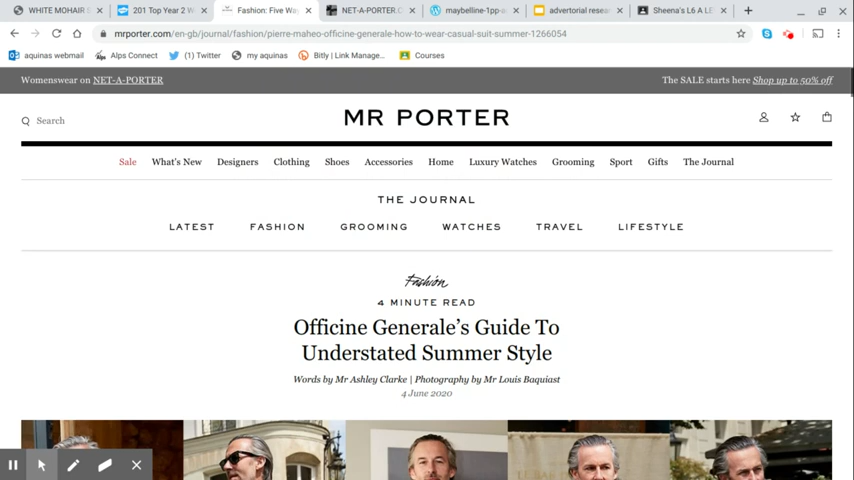 WHITE MOHAIR S
201 Top Year 2 W
Fashion: Five Wa
NET-A-PORTER.C
maybelline-1pp-a
advertorial resea
Sheena's L6 A LE
mrporter.com/en-gb/journal/fashion/pierre-maheo-officine-generale-how-to-wear-casual-suit-summer-1266054
aquinas webmail
Alps Connect
(1) Twitter
my aquinas
Bitly | Link Manage...
Courses
Womenswear on NET-A-PORTER
The SALE starts here Shop up to 50% off
Search
MR PORTER
Sale What's New Designers Clothing Shoes Accessories Home Luxury Watches Grooming Sport Gifts The Journal
THE JOURNAL
LATEST FASHION GROOMING WATCHES TRAVEL LIFESTYLE
Fashion
4 MINUTE READ
Officine Generale's Guide To
Understated Summer Style
Words by Mr Ashley Clarke | Photography by Mr Louis Baquiast
4 June 2020